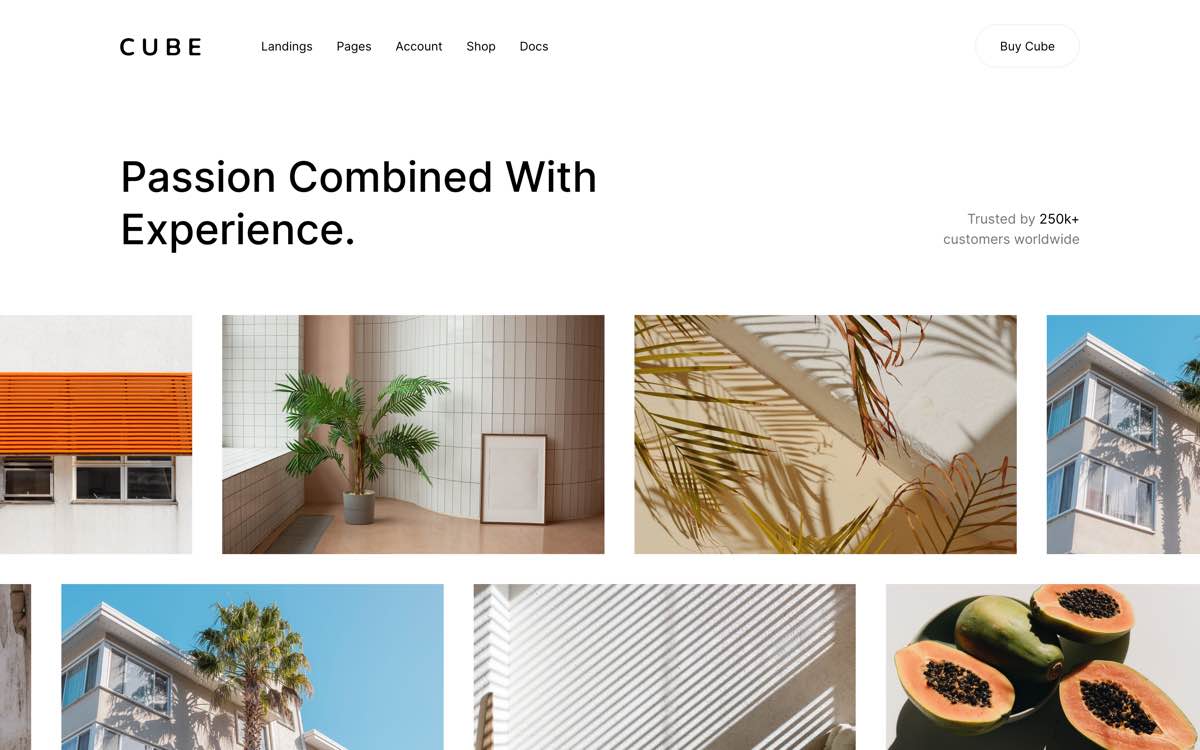 CUBE
Landings
Pages
Account
Shop
Docs
Buy Cube
Passion Combined With
Experience.
Trusted by 250k+
customers worldwide